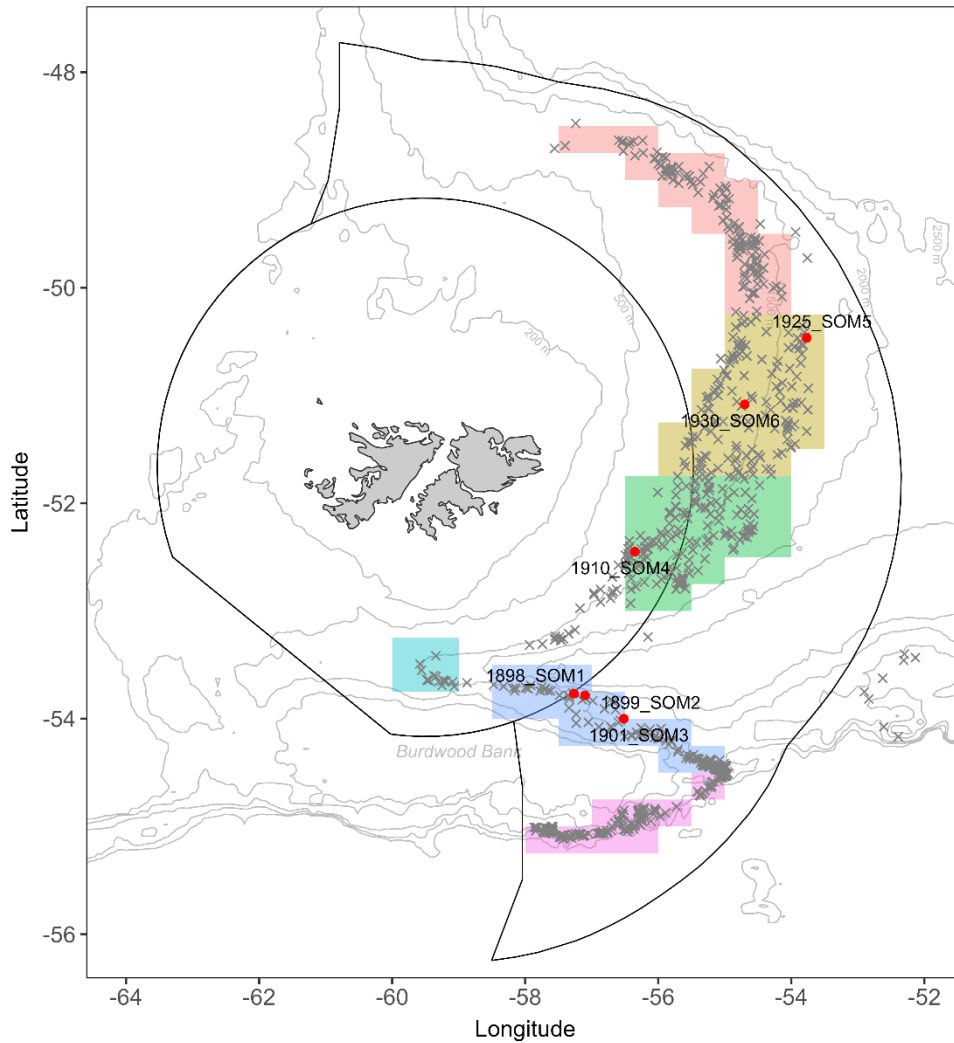 -48
2500 m
-50
2000 m
500 m
200 m
1925_SOM5
1930_SOM6
Latitude
-52
1910_SOM4
1898_SOM1
1899_SOM2
-54
1901_SOM3
Burdwood Bank
-56
-64
-62
-60
-58
-56
-54
-52
Longitude